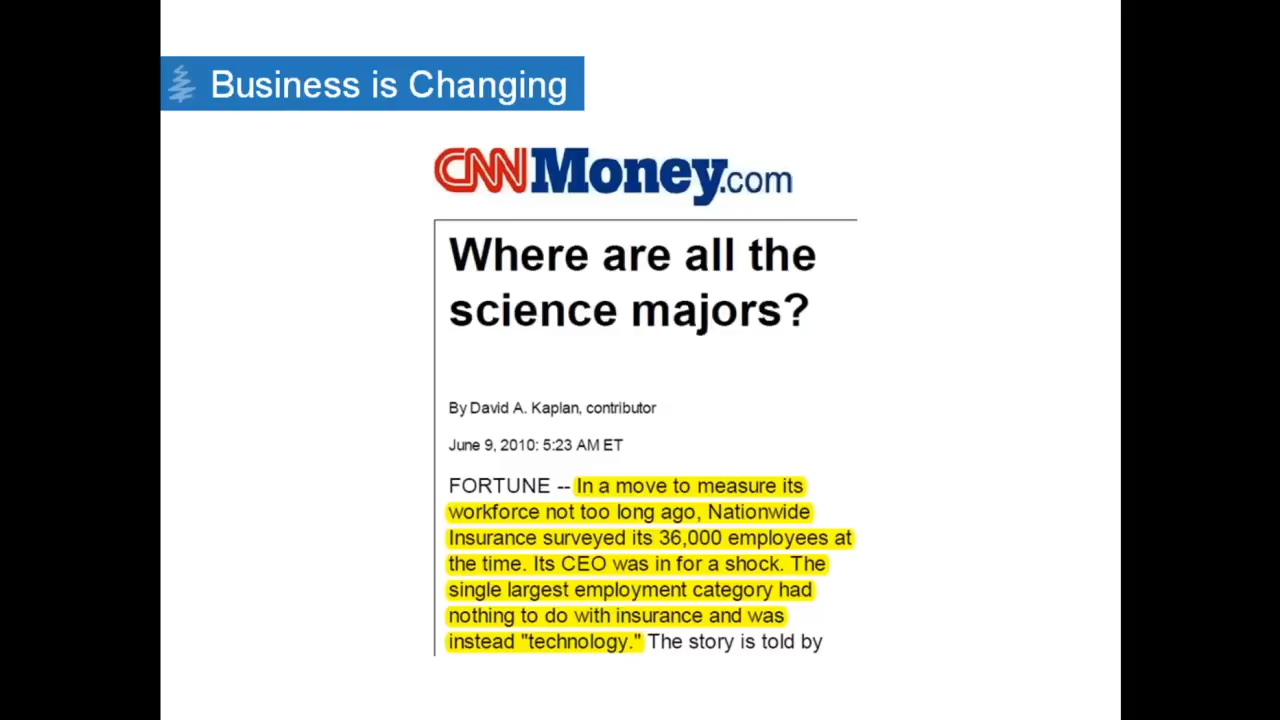 Business is Changing
CNNMoney.com
Where are all the
science majors?
By David A. Kaplan, contributor
June 9, 2010: 5:23 AM ET
FORTUNE -- In a move to measure its
workforce not too long ago, Nationwide
Insurance surveyed its 36,000 employees at
the time. Its CEO was in for a shock. The
single largest employment category had
nothing to do with insurance and was
instead "technology." The story is told by